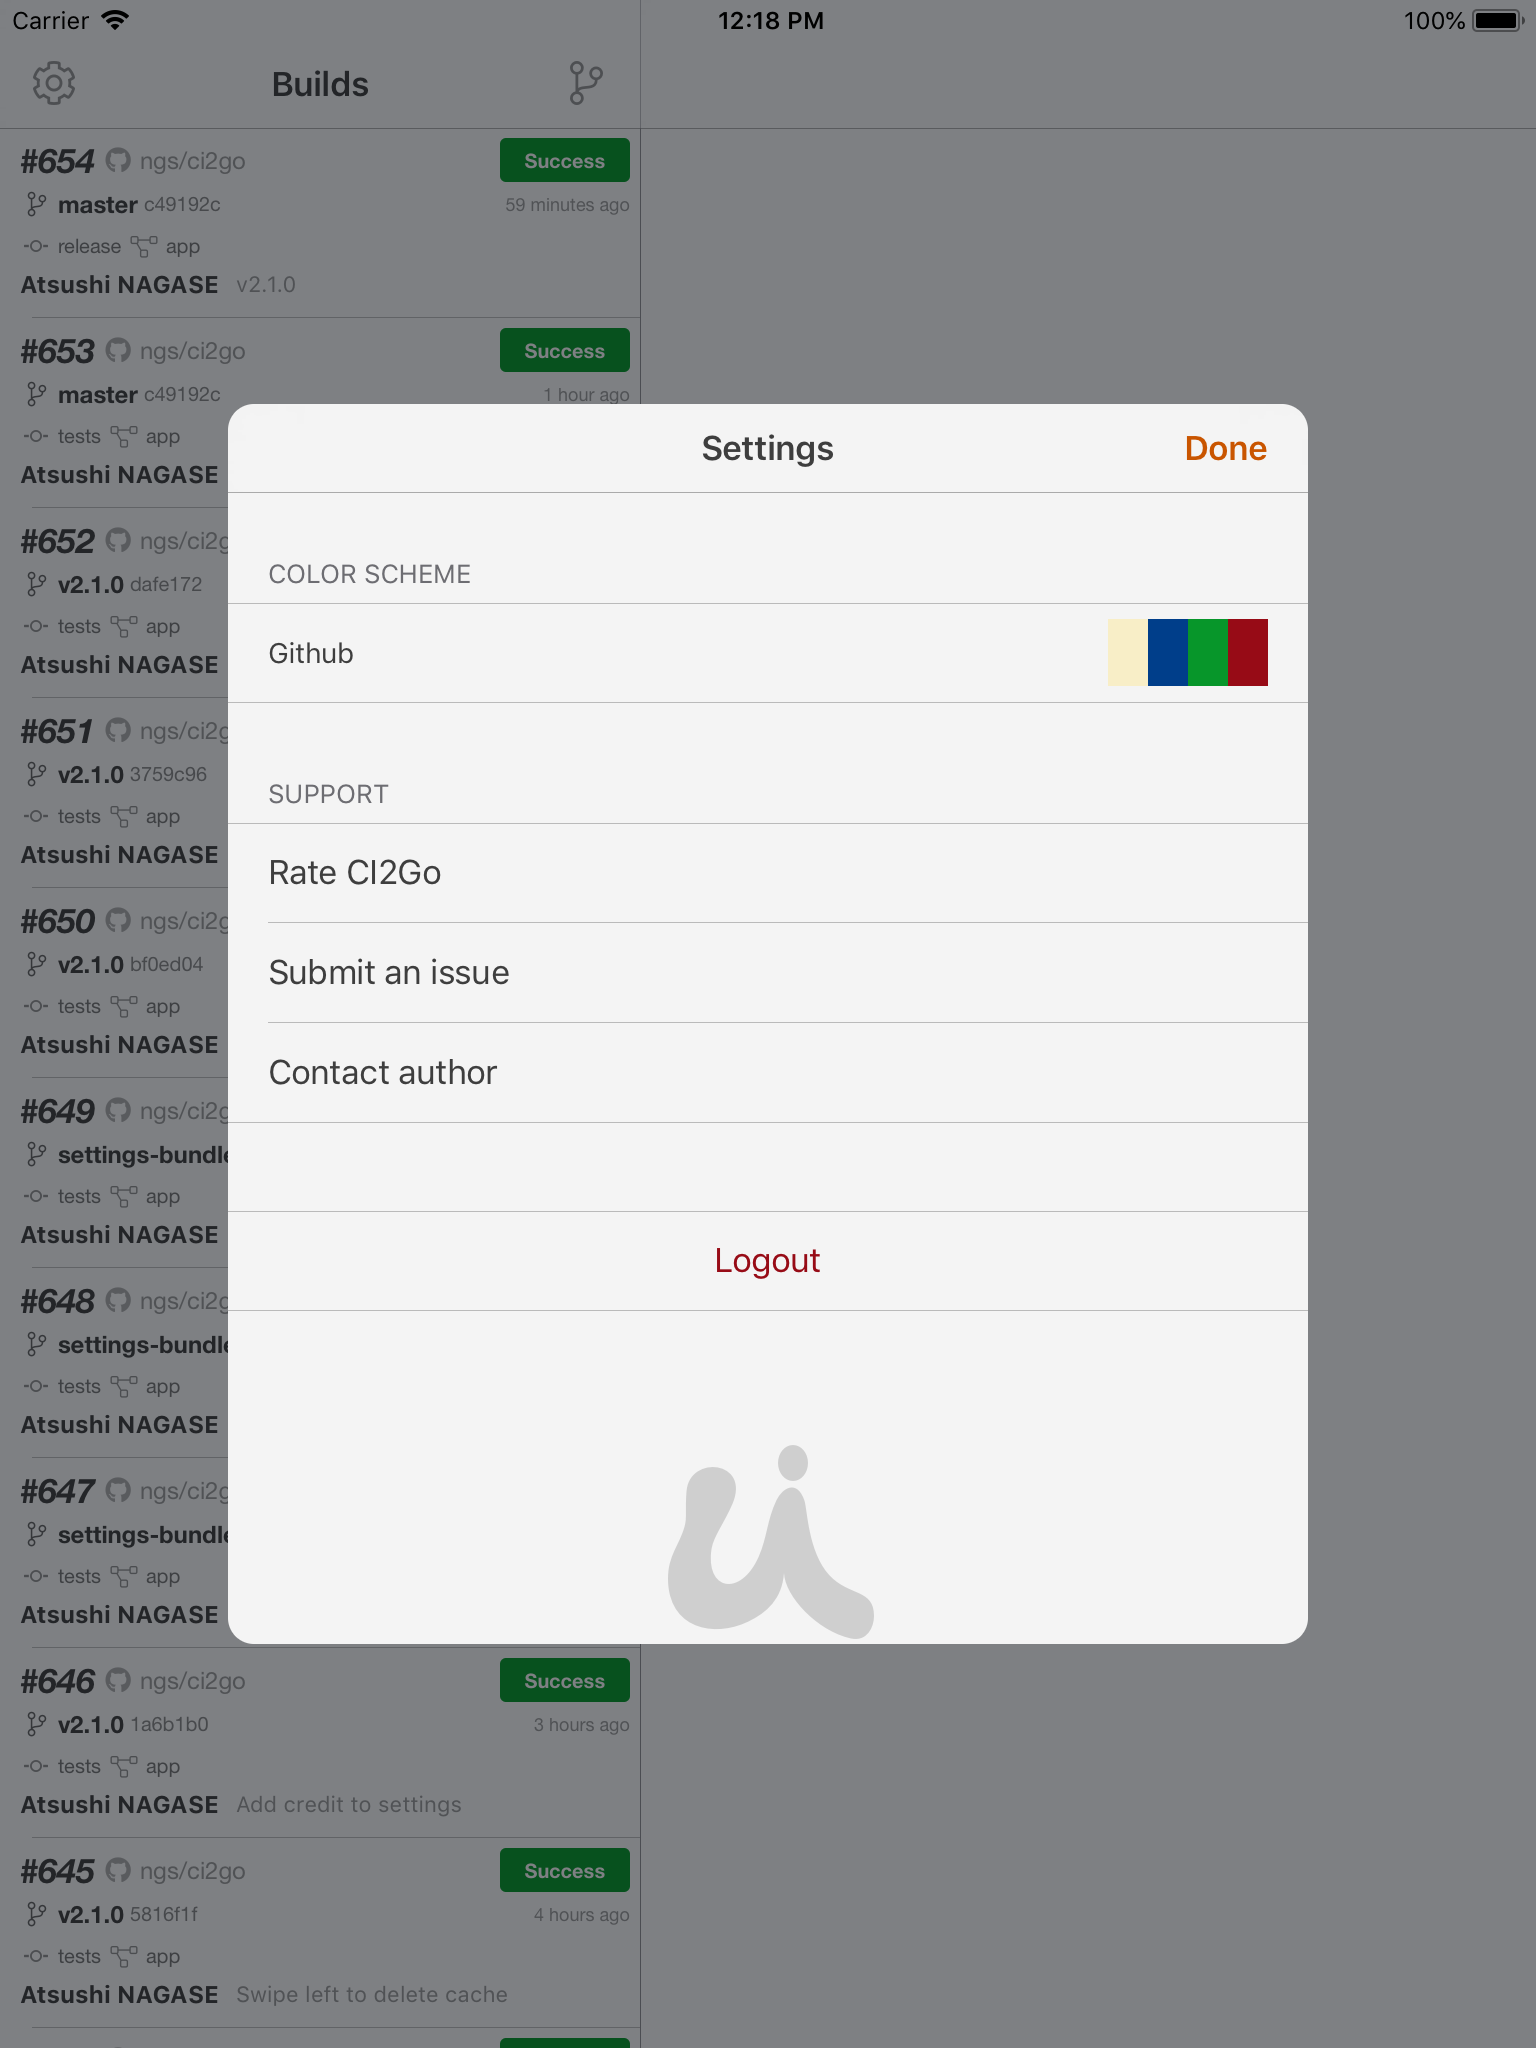 Carrier 12:18 PM 100%
Builds
#654 ngs/ci2go Success
master c49192c 59 minutes ago
release app
Atsushi NAGASE v2.1.0
#653 ngs/ci2go Success
master c49192c 1 hour ago
tests app
Atsushi NAGASE
#652 ngs/ci2g
v2.1.0 dafe172
tests app
Atsushi NAGASE
#651 ngs/ci2g
v2.1.0 3759c96
tests app
Atsushi NAGASE
#650 ngs/ci2g
v2.1.0 bf0ed04
tests app
Atsushi NAGASE
#649 ngs/ci2g
settings-bundle
tests app
Atsushi NAGASE
#648 ngs/ci2g
settings-bundle
tests app
Atsushi NAGASE
#647 ngs/ci2g
settings-bundle
tests app
Atsushi NAGASE
#646 ngs/ci2go Success
v2.1.0 1a6b1b0 3 hours ago
tests app
Atsushi NAGASE Add credit to settings
#645 ngs/ci2go Success
v2.1.0 5816f1f 4 hours ago
tests app
Atsushi NAGASE Swipe left to delete cache
Settings Done
COLOR SCHEME
Github
SUPPORT
Rate CI2Go
Submit an issue
Contact author
Logout